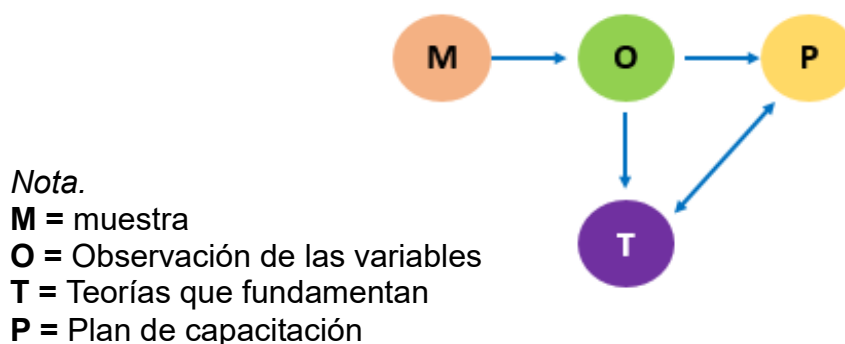 M
O
P
T
Nota.
M = muestra
O = Observación de las variables
T = Teorías que fundamentan
P = Plan de capacitación